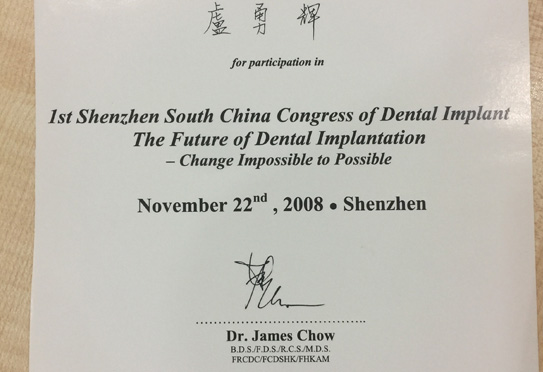 盧勇輝
for participation in
1st Shenzhen South China Congress of Dental Implant
The Future of Dental Implantation
– Change Impossible to Possible
November 22nd , 2008 • Shenzhen
Dr. James Chow
B.D.S./F.D.S./R.C.S./M.D.S.
FRCDC/FCDSHK/FHKAM